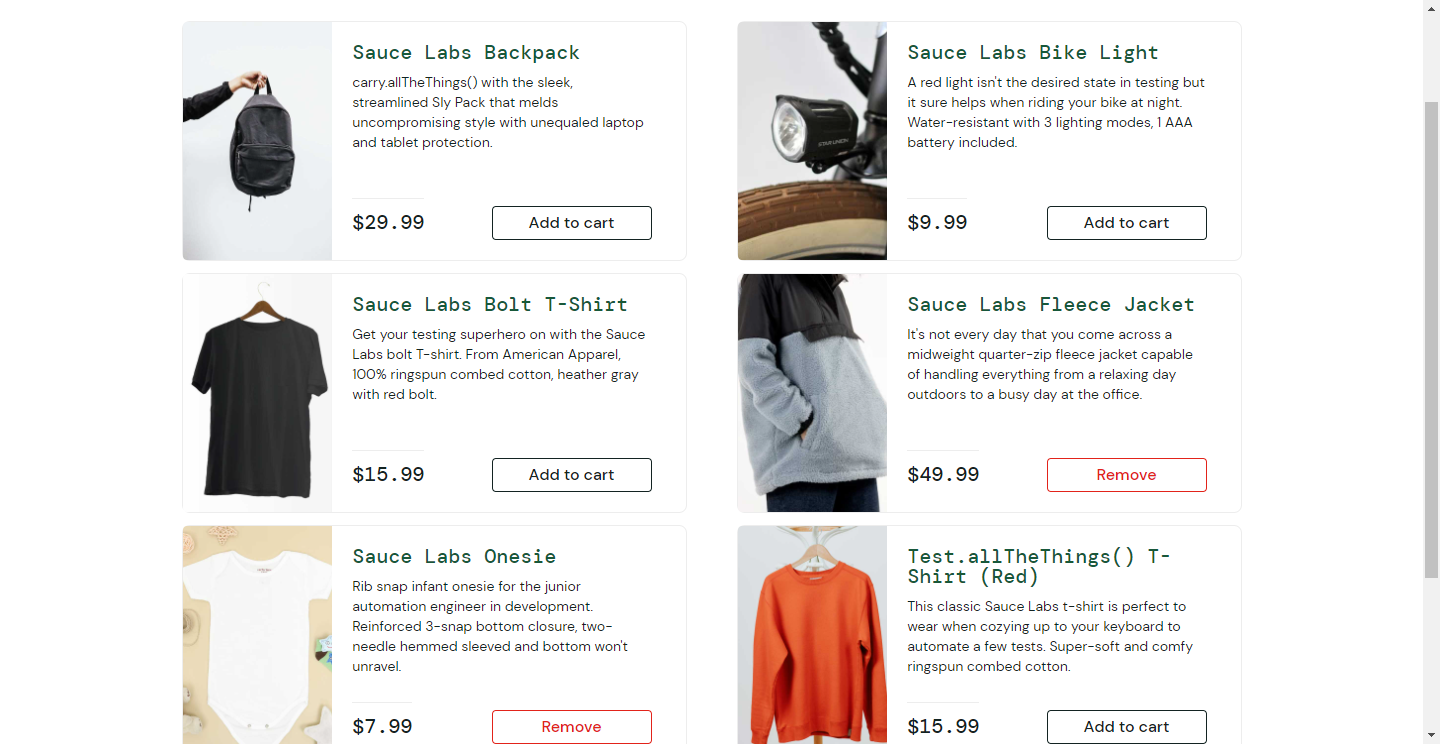 Sauce Labs Backpack
carry.allTheThings() with the sleek,
streamlined Sly Pack that melds
uncompromising style with unequaled laptop
and tablet protection.
$29.99
Add to cart
Sauce Labs Bike Light
A red light isn't the desired state in testing but
it sure helps when riding your bike at night.
Water-resistant with 3 lighting modes, 1 AAA
battery included.
STAR UNION
$9.99
Add to cart
Sauce Labs Bolt T-Shirt
Get your testing superhero on with the Sauce
Labs bolt T-shirt. From American Apparel,
100% ringspun combed cotton, heather gray
with red bolt.
$15.99
Add to cart
Sauce Labs Fleece Jacket
It's not every day that you come across a
midweight quarter-zip fleece jacket capable
of handling everything from a relaxing day
outdoors to a busy day at the office.
$49.99
Remove
Sauce Labs Onesie
Rib snap infant onesie for the junior
automation engineer in development.
Reinforced 3-snap bottom closure, two-
needle hemmed sleeved and bottom won't
unravel.
$7.99
Remove
Test.allTheThings() T-
Shirt (Red)
This classic Sauce Labs t-shirt is perfect to
wear when cozying up to your keyboard to
automate a few tests. Super-soft and comfy
ringspun combed cotton.
$15.99
Add to cart